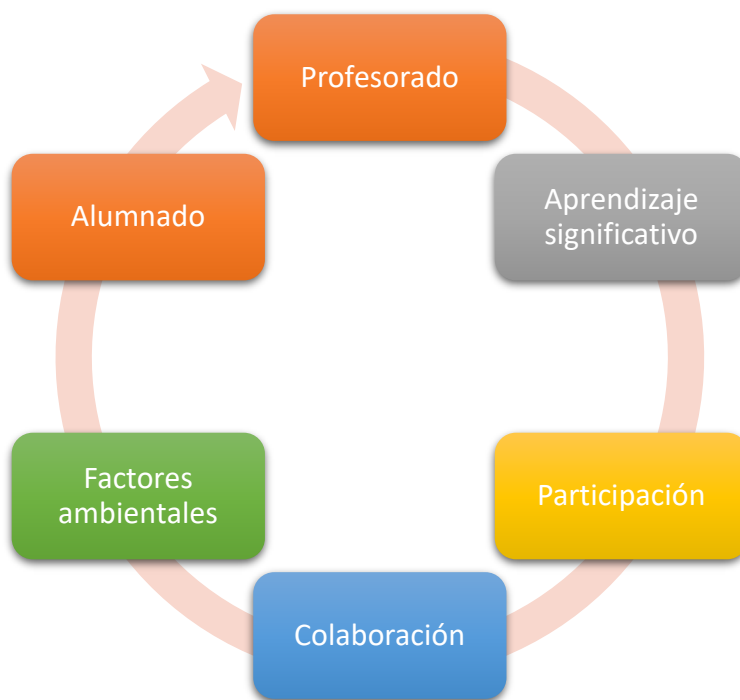 Profesorado
Aprendizaje
significativo
Participación
Colaboración
Factores
ambientales
Alumnado